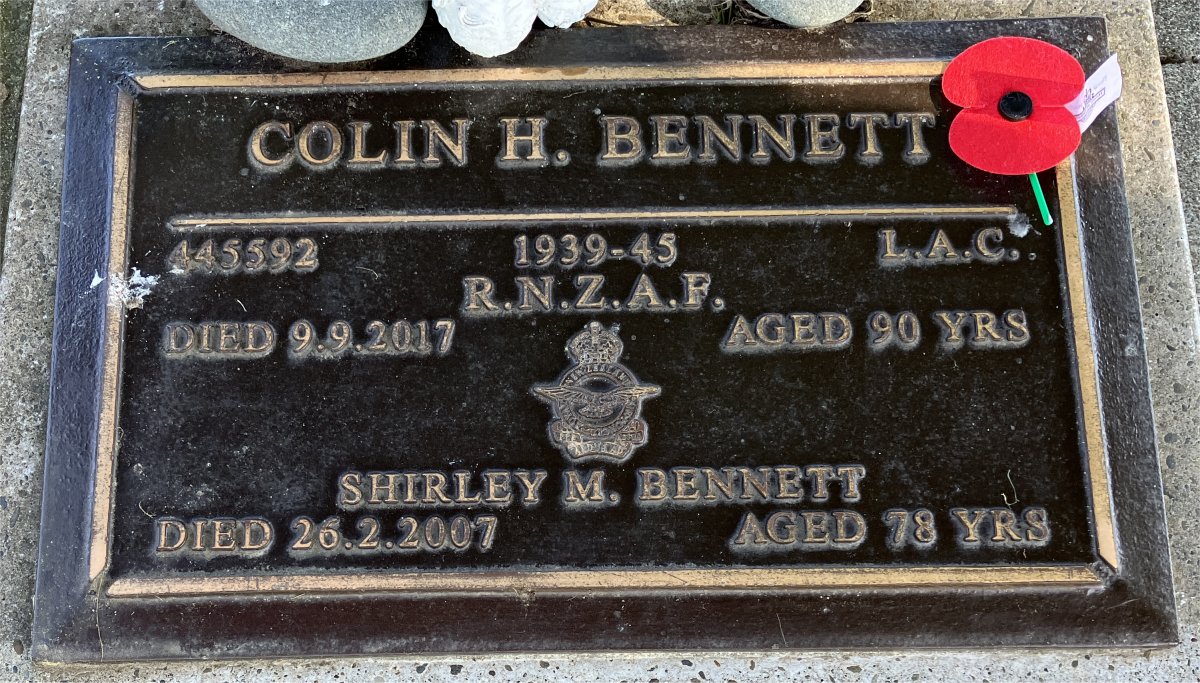 COLIN H. BENNETT
445592 1939-45 L.A.C.
R.N.Z.A.F.
DIED 9.9.2017 AGED 90 YRS
SHIRLEY M. BENNETT
DIED 26.2.2007 AGED 78 YRS